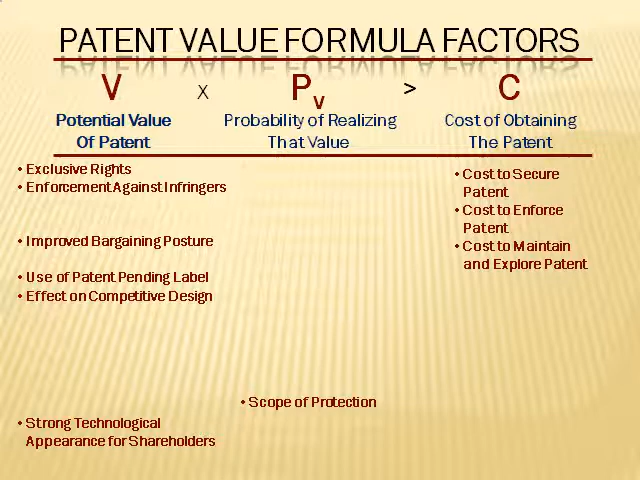 PATENT VALUE FORMULA FACTORS
V x Pv > C
Potential Value Probability of Realizing Cost of Obtaining
Of Patent That Value The Patent
• Exclusive Rights
• Enforcement Against Infringers
• Improved Bargaining Posture
• Use of Patent Pending Label
• Effect on Competitive Design
• Strong Technological
Appearance for Shareholders
• Scope of Protection
• Cost to Secure
Patent
• Cost to Enforce
Patent
• Cost to Maintain
and Explore Patent